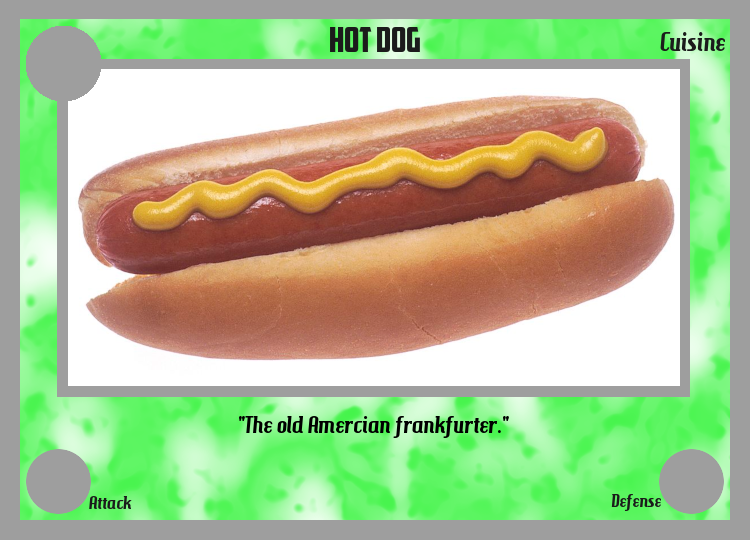 HOT DOG
Cuisine
"The old Amercian frankfurter."
Attack
Defense